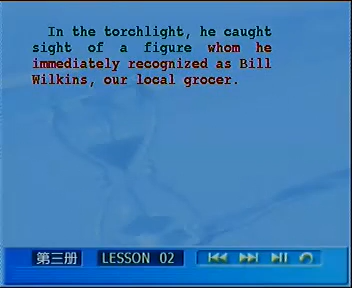 In the torchlight, he caught
sight of a figure whom he
immediately recognized as Bill
Wilkins, our local grocer.
第三册 LESSON 02